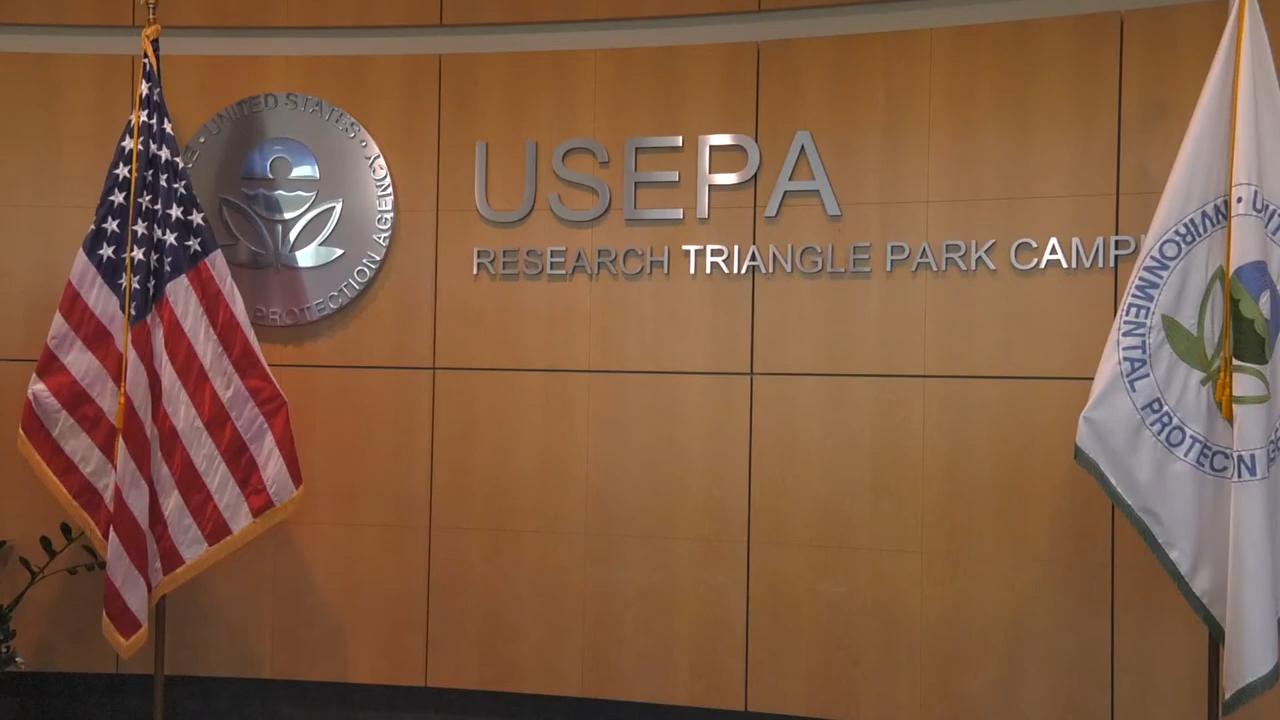 UNITED STATES • PROTECTION AGENCY
USEPA
RESEARCH TRIANGLE PARK CAMP
ENVIRONMENTAL PROTEC